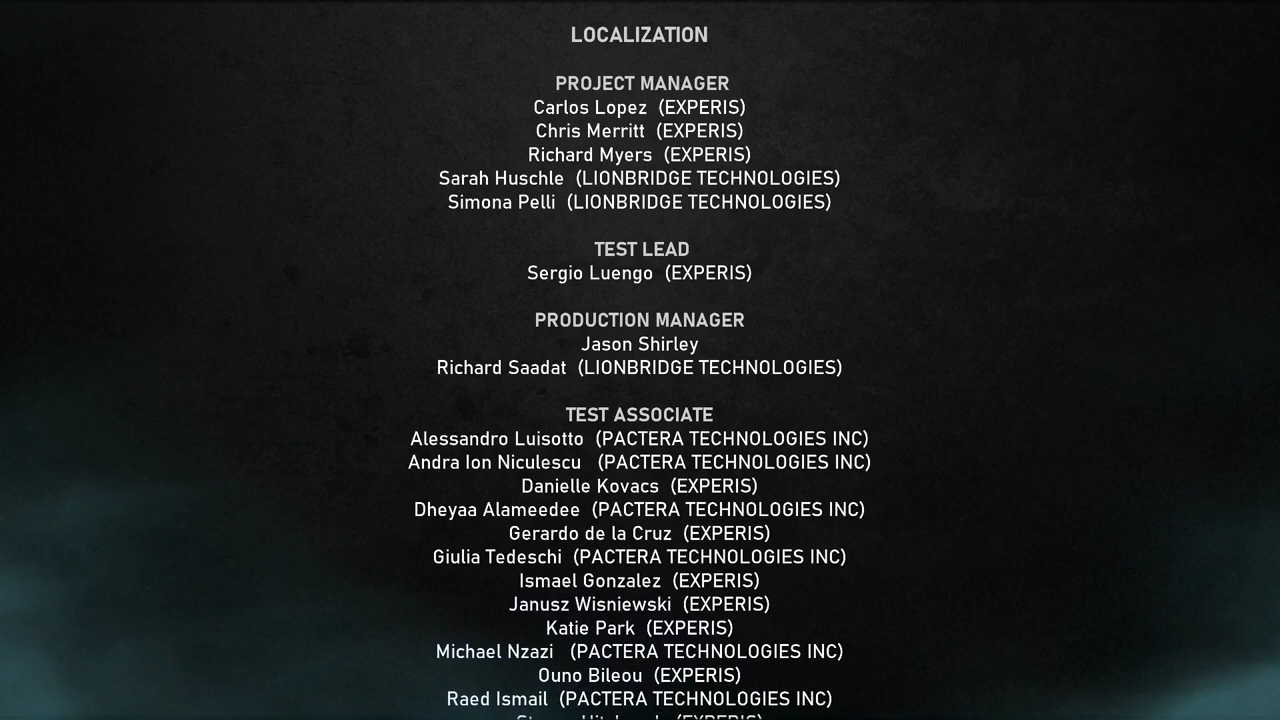 LOCALIZATION
PROJECT MANAGER
Carlos Lopez (EXPERIS)
Chris Merritt (EXPERIS)
Richard Myers (EXPERIS)
Sarah Huschle (LIONBRIDGE TECHNOLOGIES)
Simona Pelli (LIONBRIDGE TECHNOLOGIES)
TEST LEAD
Sergio Luengo (EXPERIS)
PRODUCTION MANAGER
Jason Shirley
Richard Saadat (LIONBRIDGE TECHNOLOGIES)
TEST ASSOCIATE
Alessandro Luisotto (PACTERA TECHNOLOGIES INC)
Andra Ion Niculescu (PACTERA TECHNOLOGIES INC)
Danielle Kovacs (EXPERIS)
Dheyaa Alameedee (PACTERA TECHNOLOGIES INC)
Gerardo de la Cruz (EXPERIS)
Giulia Tedeschi (PACTERA TECHNOLOGIES INC)
Ismael Gonzalez (EXPERIS)
Janusz Wisniewski (EXPERIS)
Katie Park (EXPERIS)
Michael Nzazi (PACTERA TECHNOLOGIES INC)
Ouno Bileou (EXPERIS)
Raed Ismail (PACTERA TECHNOLOGIES INC)
(EXPERIS)